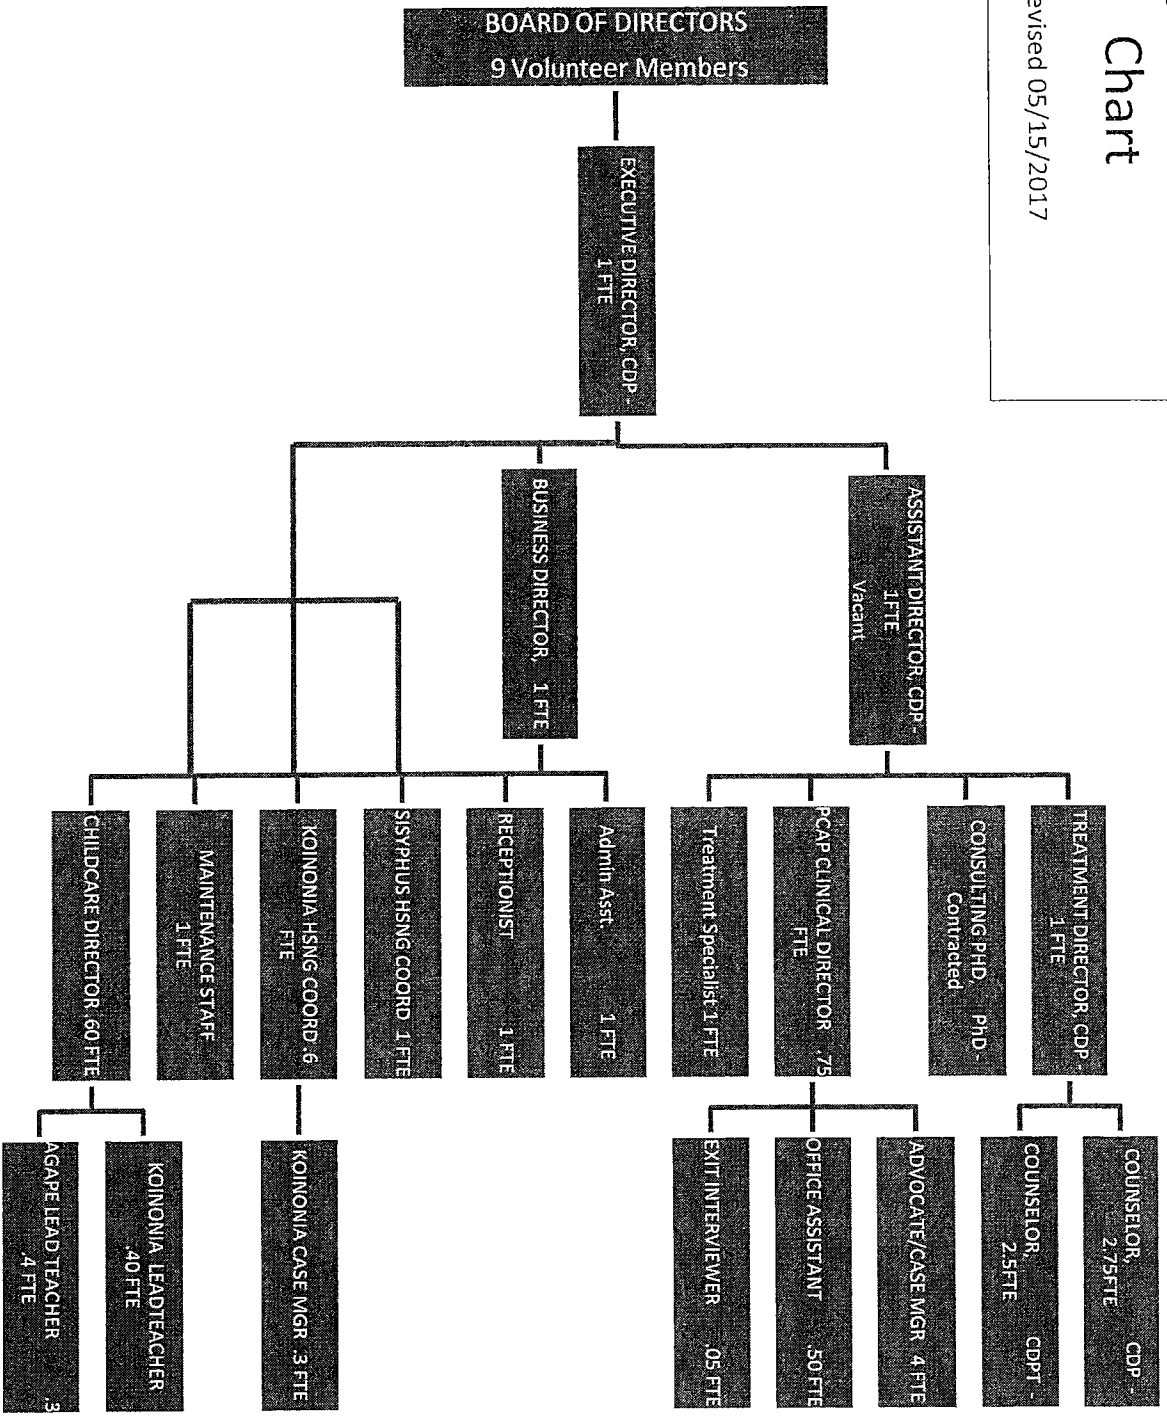 Chart
evised 05/15/2017
BOARD OF DIRECTORS
9 Volunteer Members
EXECUTIVE DIRECTOR, CDP -
1 FTE
ASSISTANT DIRECTOR, CDP -
1FTE
Vacant
BUSINESS DIRECTOR, 1 FTE
TREATMENT DIRECTOR, CDP -
1 FTE
CONSULTING PHD, PhD -
Contracted
PCAP CLINICAL DIRECTOR .75
FTE
Treatment Specialist 1 FTE
Admin Asst. 1 FTE
RECEPTIONIST 1 FTE
SISYPHUS HSNG COORD 1 FTE
KOINONIA HSNG COORD .6
FTE
MAINTENANCE STAFF
1 FTE
CHILDCARE DIRECTOR .60 FTE
COUNSELOR, CDP -
2.75FTE
COUNSELOR, CDPT -
2.5FTE
ADVOCATE/CASE MGR 4 FTE
OFFICE ASSISTANT .50 FTE
EXIT INTERVIEWER .05 FTE
KOINONIA CASE MGR .3 FTE
KOINONIA LEADTEACHER
.40 FTE
AGAPE LEAD TEACHER .3
.4 FTE